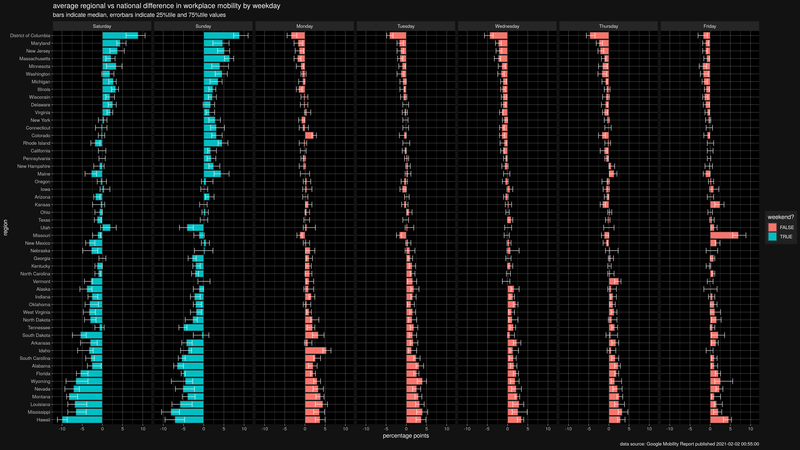 average regional vs national difference in workplace mobility by weekday
bars indicate median, errorbars indicate 25%tile and 75%tile values
Saturday Sunday Monday Tuesday Wednesday Thursday Friday
District of Columbia
Maryland
New Jersey
Massachusetts
Minnesota
Washington
Michigan
Illinois
Wisconsin
Delaware
Virginia
New York
Connecticut
Colorado
Rhode Island
California
Pennsylvania
New Hampshire
Maine
Oregon
Iowa
Arizona
Kansas
Ohio
Texas
Utah
Missouri
New Mexico
Nebraska
Georgia
Kentucky
North Carolina
Vermont
Alaska
Indiana
Oklahoma
West Virginia
North Dakota
Tennessee
South Dakota
Arkansas
Idaho
South Carolina
Alabama
Florida
Wyoming
Nevada
Montana
Louisiana
Mississippi
Hawaii
region
-10 -5 0 5 10 -10 -5 0 5 10 -10 -5 0 5 10 -10 -5 0 5 10 -10 -5 0 5 10 -10 -5 0 5 10 -10 -5 0 5 10
percentage points
weekend?
FALSE
TRUE
data source: Google Mobility Report published 2021-02-02 00:55:00